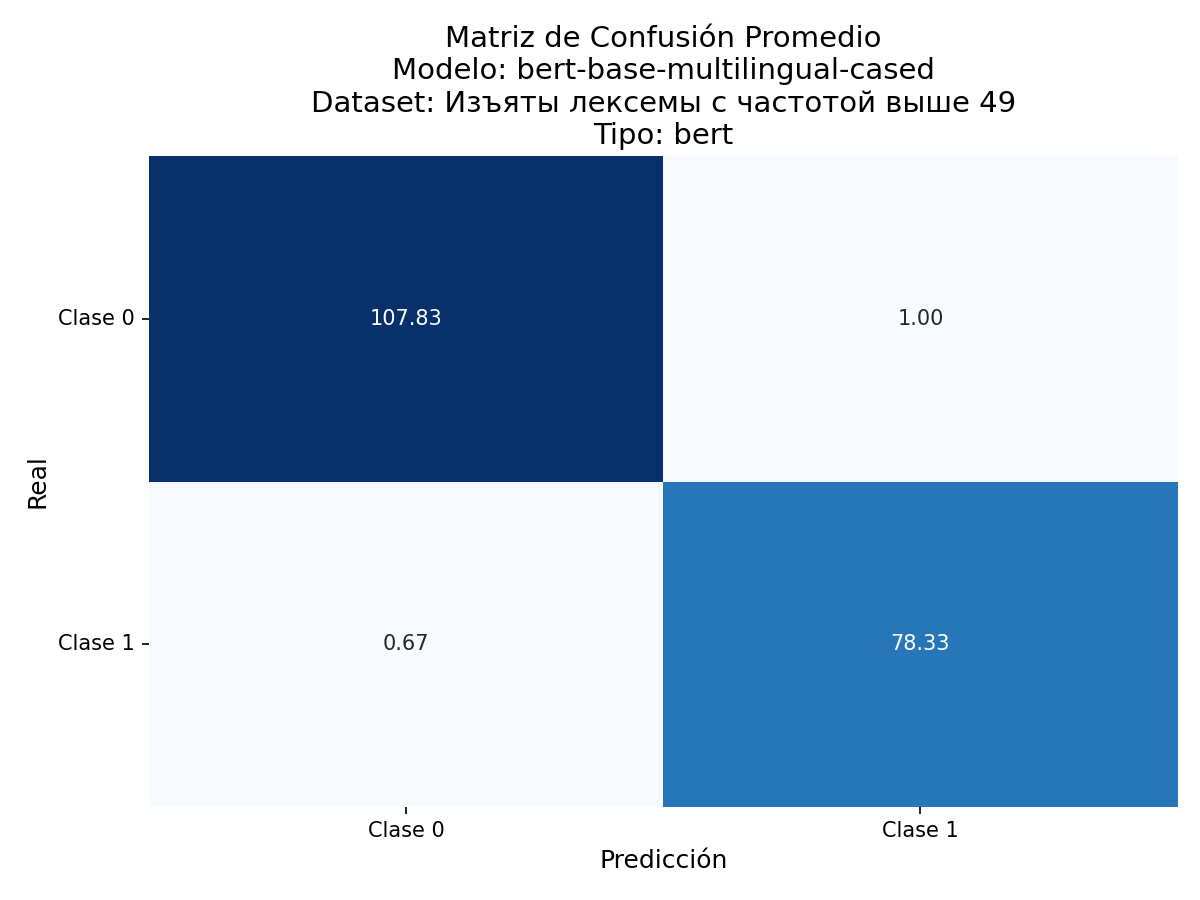 Matriz de Confusión Promedio
Modelo: bert-base-multilingual-cased
Dataset: Изъяты лексемы с частотой выше 49
Tipo: bert
Clase 0
107.83
1.00
Real
Clase 1
0.67
78.33
Clase 0
Clase 1
Predicción